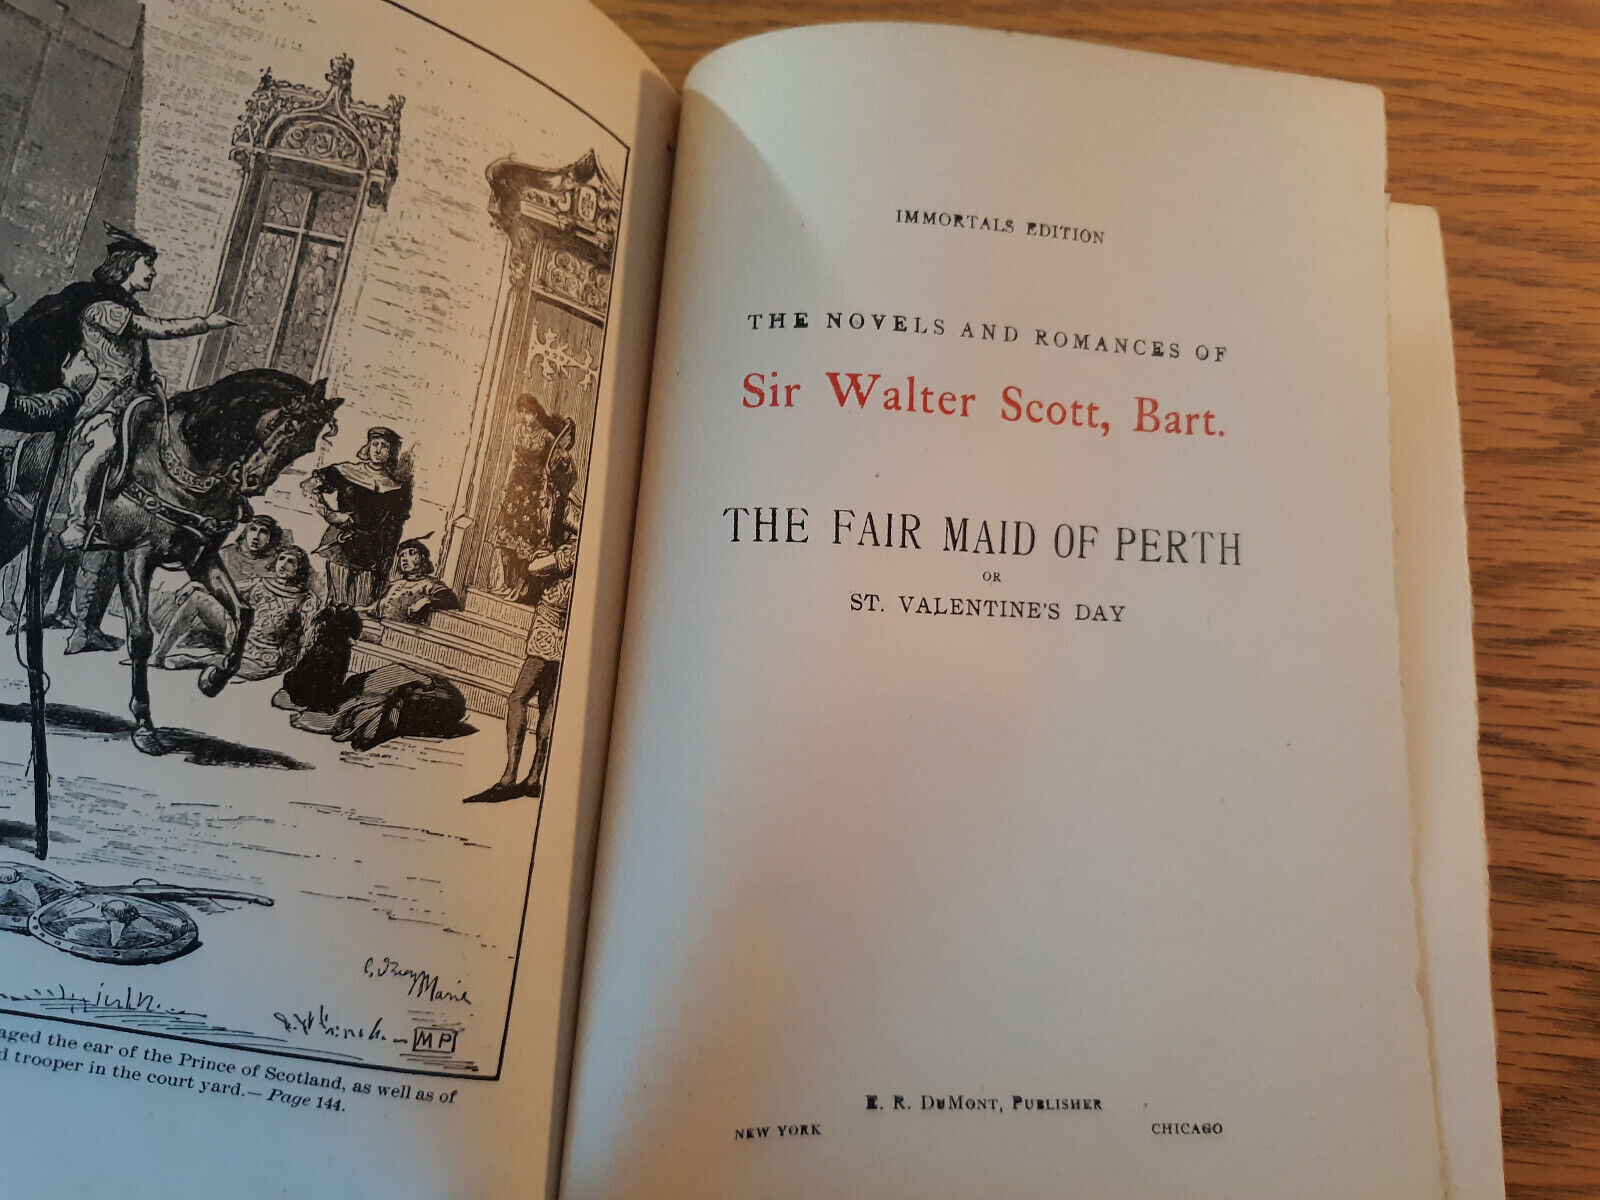 MP
aged the ear of the Prince of Scotland, as well as of
d trooper in the court yard.—Page 144.
IMMORTALS EDITION
THE NOVELS AND ROMANCES OF
Sir Walter Scott, Bart.
THE FAIR MAID OF PERTH
OR
ST. VALENTINE'S DAY
E. R. DuMont, Publisher
NEW YORK CHICAGO